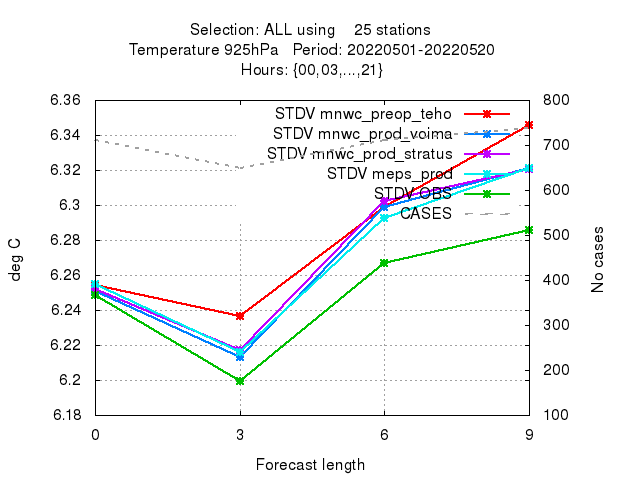 Selection: ALL using    25 stations
Temperature 925hPa   Period: 20220501-20220520
Hours: {00,03,...,21}
6.36
6.34
6.32
6.3
6.28
6.26
6.24
6.22
6.2
6.18
800
700
600
500
400
300
200
100
STDV mnwc_preop_teho
STDV mnwc_prod_voima
STDV mnwc_prod_stratus
STDV meps_prod
STDV OBS
CASES
deg C
No cases
0
3
6
9
Forecast length